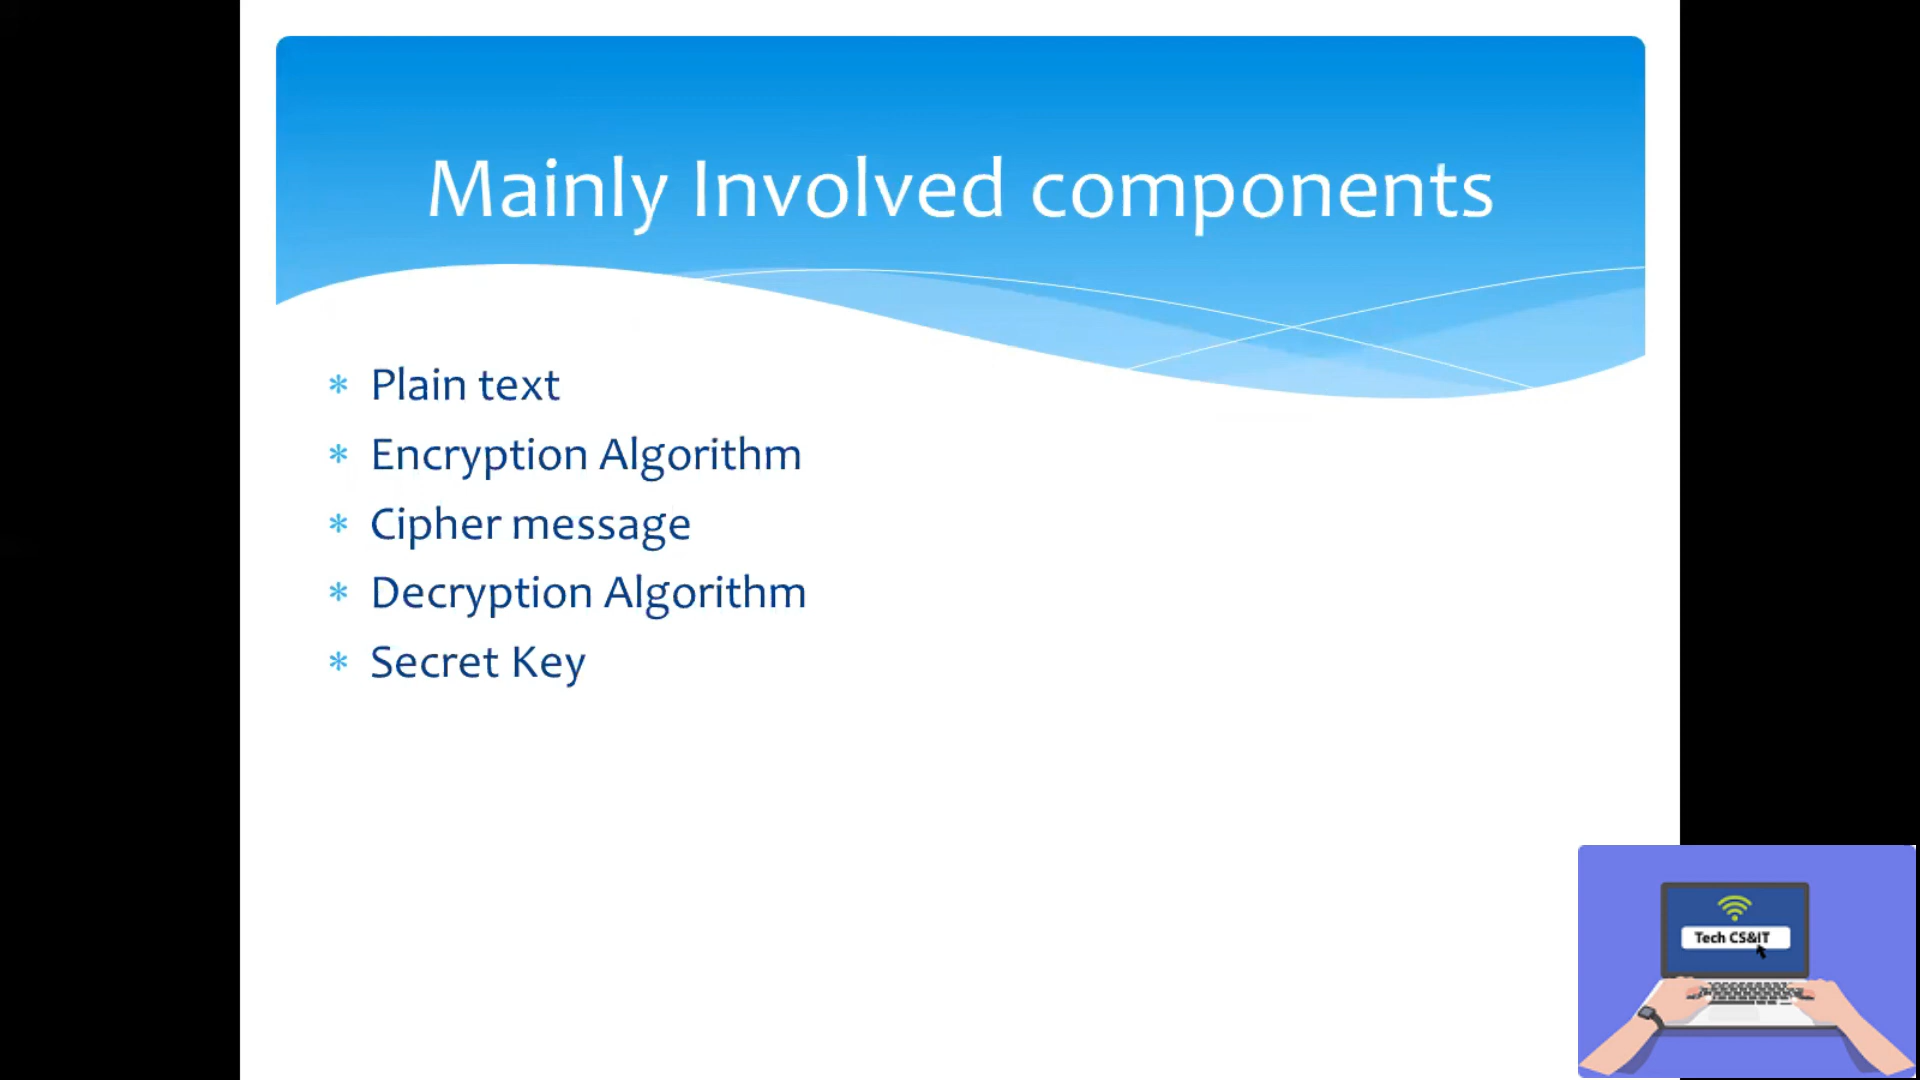 Mainly Involved components
* Plain text
* Encryption Algorithm
* Cipher message
* Decryption Algorithm
* Secret Key
Tech CS&IT